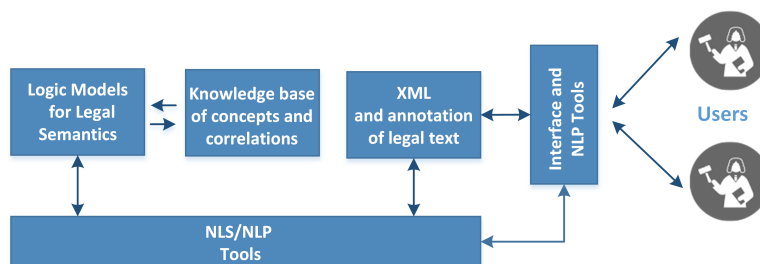 Logic Models
for Legal
Semantics
Knowledge base
of concepts and
correlations
XML
and annotation
of legal text
Interface and
NLP Tools
Users
NLS/NLP
Tools